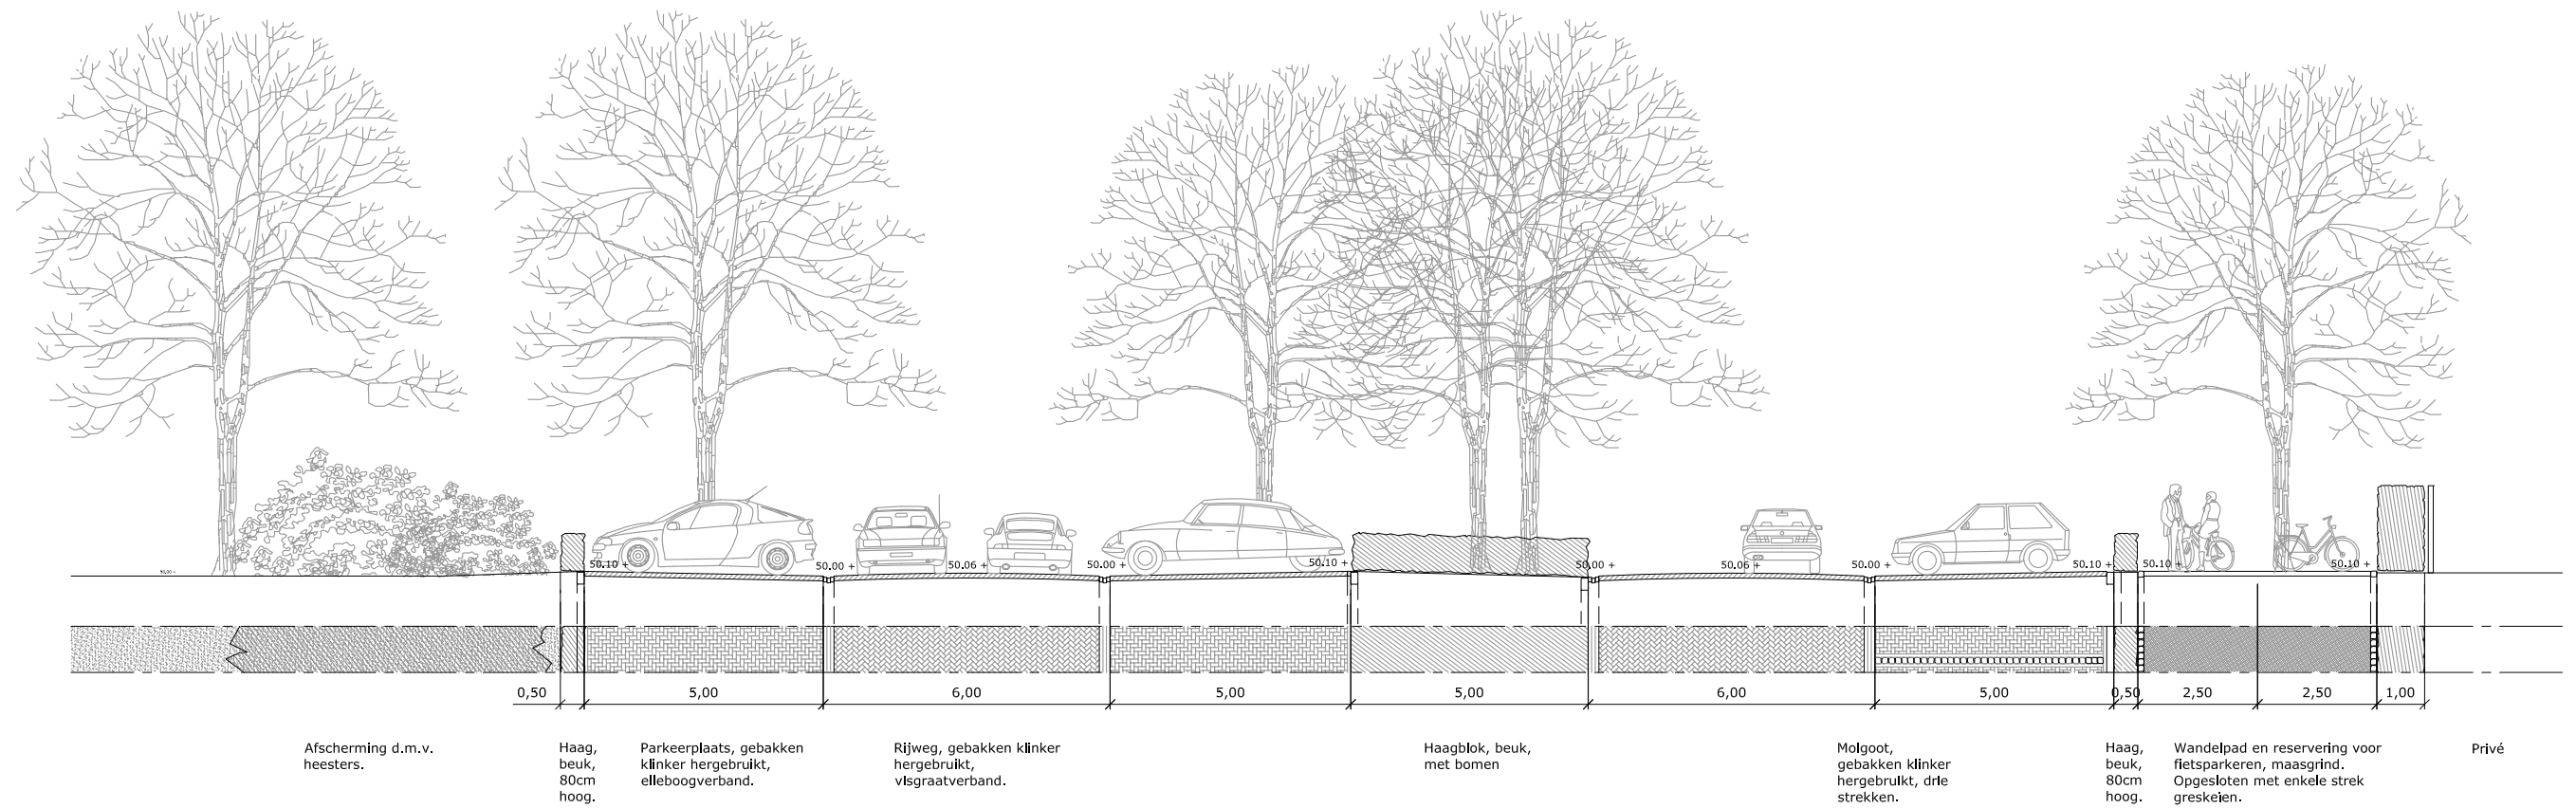 50.00 +
50.10 +
50.00 +
50.06 +
50.00 +
50.10 +
50.00 +
50.06 +
50.00 +
50.10 +
50.10 +
50.10 +
0,50
5,00
6,00
5,00
5,00
6,00
5,00
0,50
2,50
2,50
1,00
Afscherming d.m.v.
heesters.
Haag,
beuk,
80cm
hoog.
Parkeerplaats, gebakken
klinker hergebruikt,
elleboogverband.
Rijweg, gebakken klinker
hergebruikt,
visgraatverband.
Haagblok, beuk,
met bomen
Molgoot,
gebakken klinker
hergebruikt, drie
strekken.
Haag,
beuk,
80cm
hoog.
Wandelpad en reservering voor
fietsparkeren, maasgrind.
Opgesloten met enkele strek
greskeien.
Privé